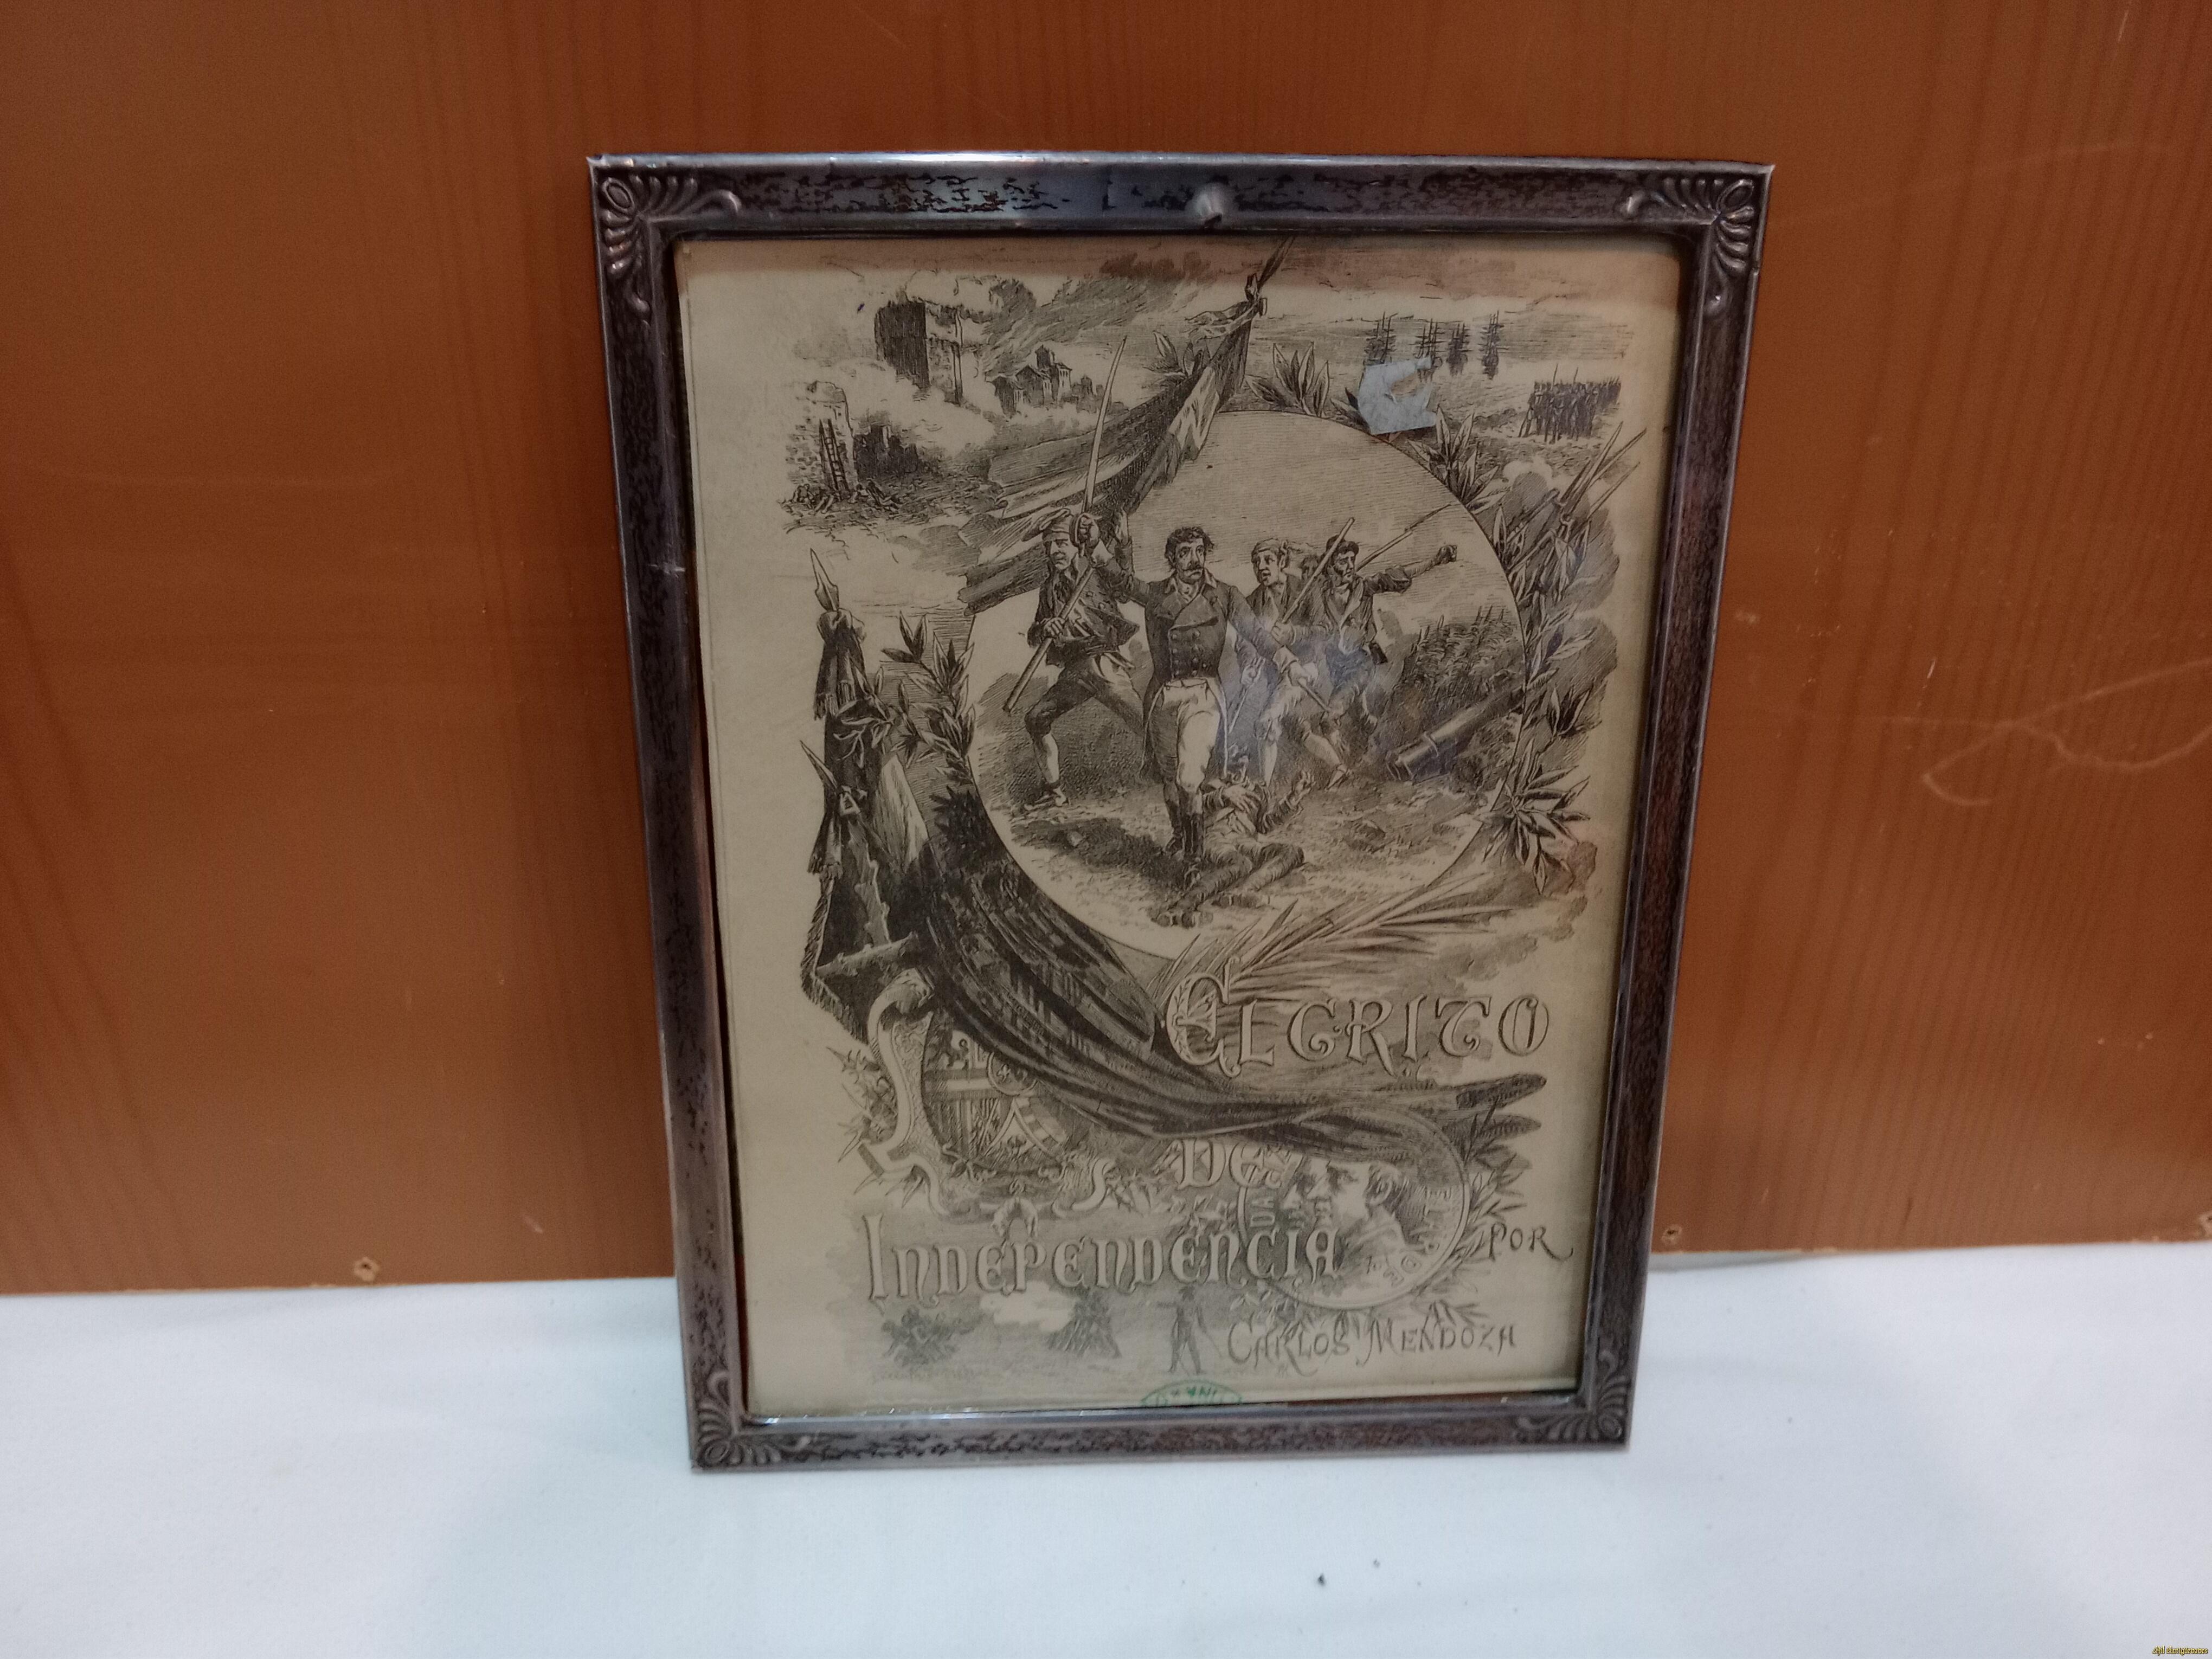 EL GRITO
DE
INDEPENDENCIA
POR
CARLOS MENDOZA